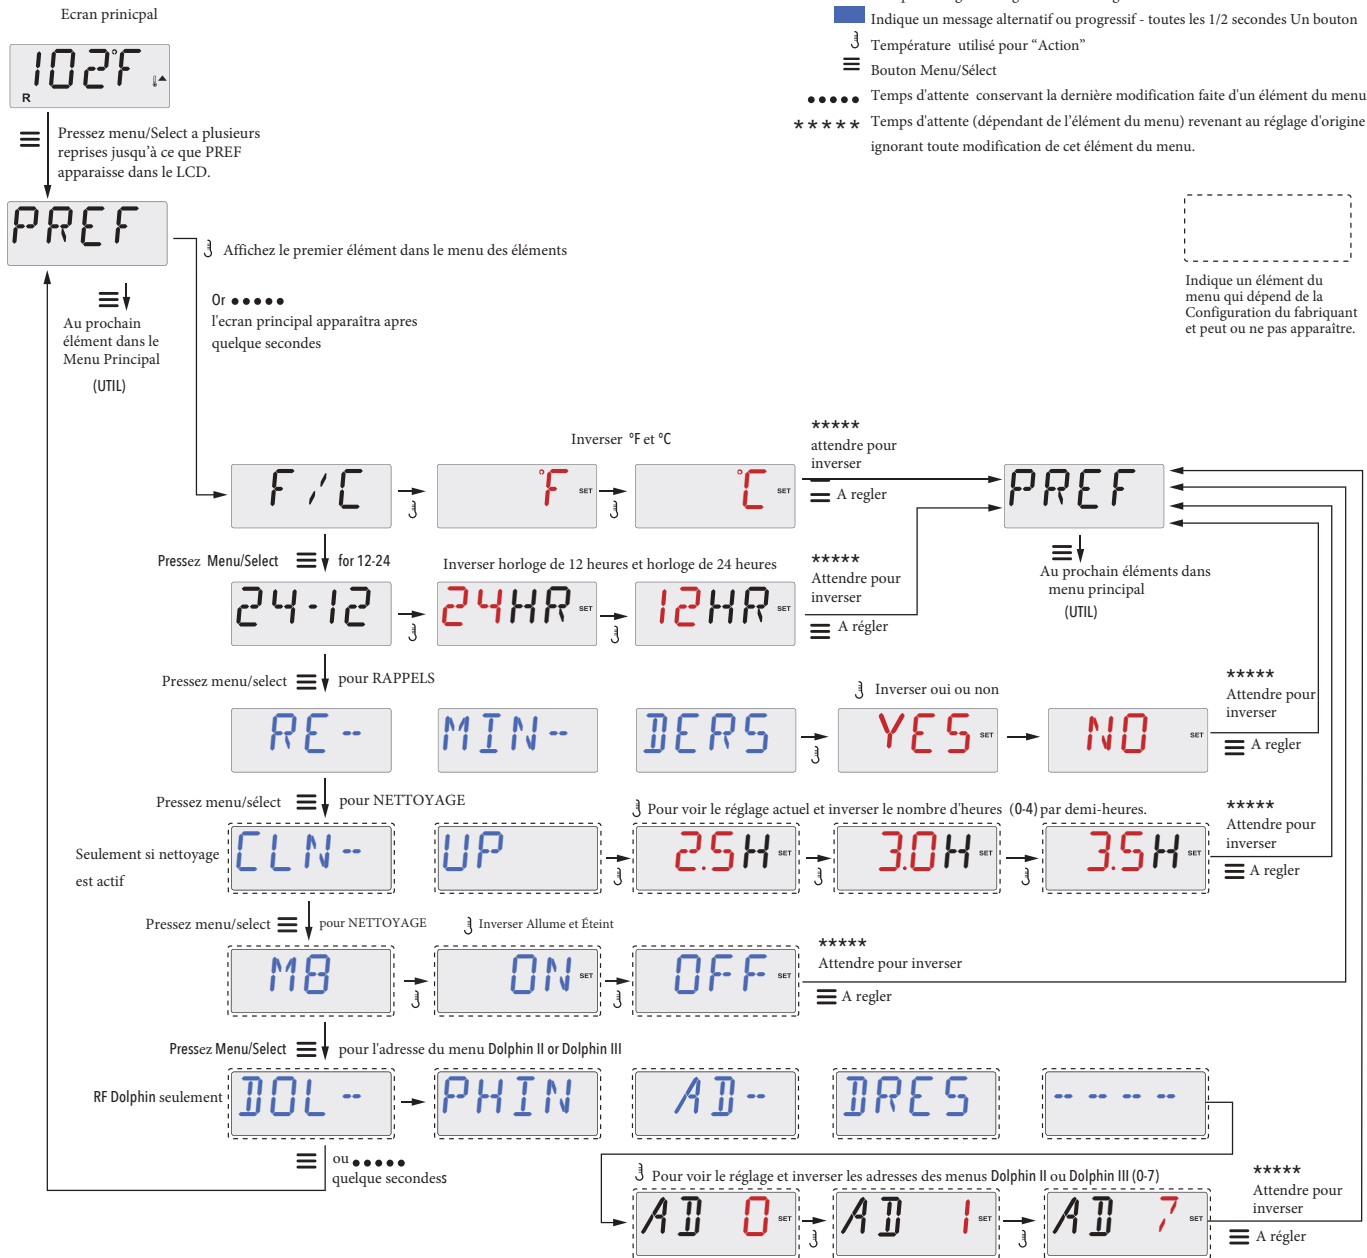 Ecran prinicpal
Indique un message alternatif ou progressif - toutes les 1/2 secondes Un bouton
Température utilisé pour “Action”
Bouton Menu/Sélect
••••• Temps d'attente conservant la dernière modification faite d'un élément du menu
***** Temps d'attente (dépendant de l'élément du menu) revenant au réglage d'origine
ignorant toute modification de cet élément du menu.
102°F
R
Pressez menu/Select a plusieurs
reprises jusqu'à ce que PREF
apparaisse dans le LCD.
PREF
Affichez le premier élément dans le menu des éléments
Or •••••
l'ecran principal apparaîtra apres
quelque secondes
Au prochain
élément dans le
Menu Principal
(UTIL)
Indique un élément du
menu qui dépend de la
Configuration du fabriquant
et peut ou ne pas apparaître.
Inverser °F et °C
F/C
°F SET
°C SET
*****
attendre pour
inverser
A regler
PREF
Au prochain éléments dans
menu principal
(UTIL)
Pressez Menu/Select for 12-24
Inverser horloge de 12 heures et horloge de 24 heures
24-12
24HR SET
12HR SET
*****
Attendre pour
inverser
A régler
Pressez menu/select pour RAPPELS
Inverser oui ou non
RE-
MIN-
DERS
YES SET
NO SET
*****
Attendre pour
inverser
A regler
Pressez menu/sélect pour NETTOYAGE
Pour voir le réglage actuel et inverser le nombre d'heures (0-4) par demi-heures.
Seulement si nettoyage
est actif
CLN-
UP
2.5H SET
3.0H SET
3.5H SET
*****
Attendre pour
inverser
A regler
Pressez menu/select pour NETTOYAGE
Inverser Allume et Éteint
M8
ON SET
OFF SET
*****
Attendre pour inverser
A regler
Pressez Menu/Select pour l'adresse du menu Dolphin II or Dolphin III
RF Dolphin seulement
DOL-
PHIN
AD-
DRES
----
ou •••••
quelque secondess
Pour voir le réglage et inverser les adresses des menus Dolphin II ou Dolphin III (0-7)
AD 0 SET
AD 1 SET
AD 7 SET
*****
Attendre pour
inverser
A régler